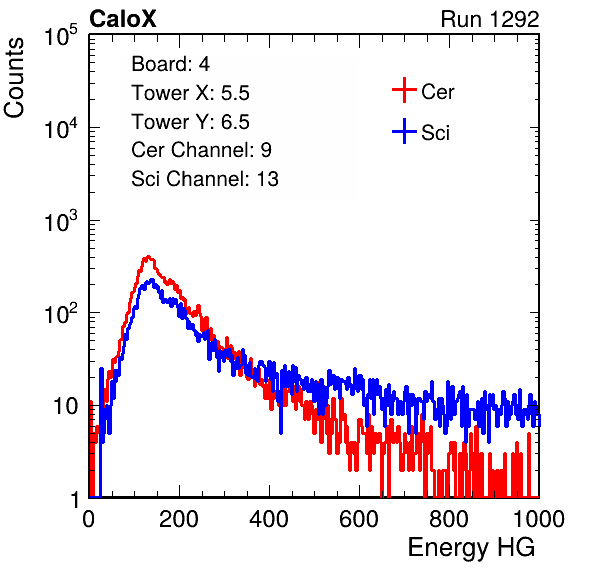 CaloX Run 1292
Counts
10^5
10^4
10^3
10^2
10
1
Board: 4
Tower X: 5.5
Tower Y: 6.5
Cer Channel: 9
Sci Channel: 13
Cer
Sci
0 200 400 600 800 1000
Energy HG